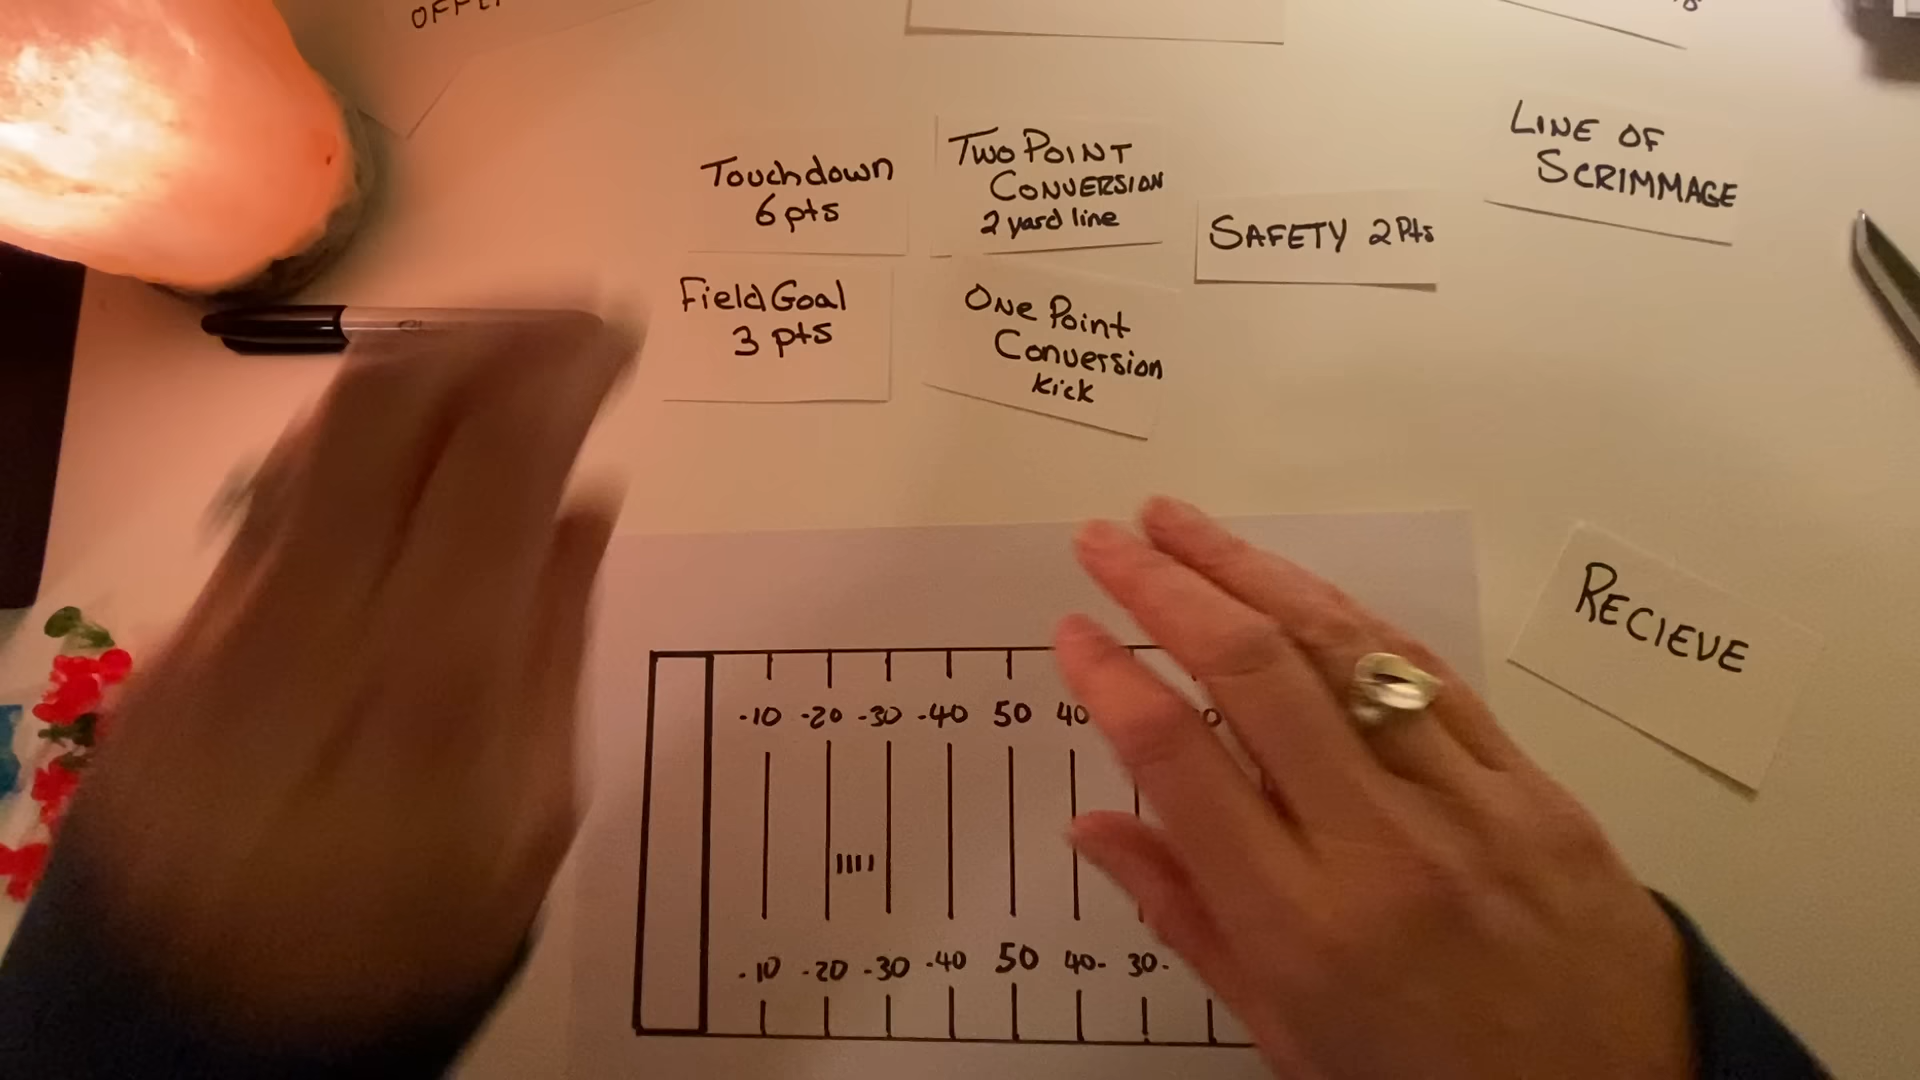 Touchdown
6 pts
Two Point
Conversion
2 yard line
Safety 2 Pts
Line of
Scrimmage
Field Goal
3 pts
One Point
Conversion
kick
Recieve
-10 -20 -30 -40 50 40
-10 -20 -30 -40 50 40- 30-